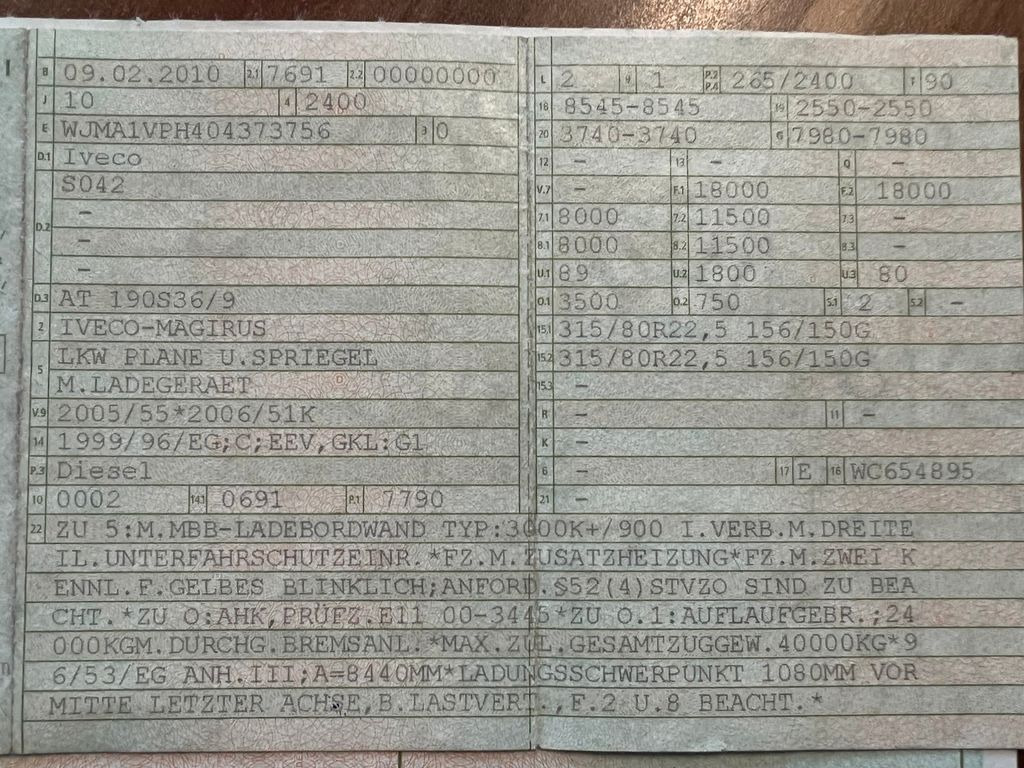 B 09.02.2010 2.1 7691 2.2 00000000
J 10 4 2400
E WJMA1VPH404373756 3 0
D.1 Iveco
D.2 S042
–
–
–
D.3 AT 190S36/9
2 IVECO-MAGIRUS
5 LKW PLANE U.SPRIEGEL
M.LADEGERAET
V.9 2005/55*2006/51K
14 1999/96/EG;C;EEV,GKL:G1
P.3 Diesel
10 0002 14.1 0691 P.1 7790
L 2 9 1 P.2 P.4 265/2400 T 90
18 8545-8545 19 2550-2550
20 3740-3740 G 7980-7980
12 – 13 – Q –
V.7 – F.1 18000 F.2 18000
7.1 8000 7.2 11500 7.3 –
8.1 8000 8.2 11500 8.3 –
U.1 89 U.2 1800 U.3 80
O.1 3500 O.2 750 S.1 2 S.2 –
15.1 315/80R22,5 156/150G
15.2 315/80R22,5 156/150G
15.3 –
R – 11 –
K –
6 – 17 E 16 WC654895
21 –
22 ZU 5:M.MBB-LADEBORDWAND TYP:3000K+/900 I.VERB.M.DREITE
IL.UNTERFAHRSCHUTZEINR.*FZ.M.ZUSATZHEIZUNG*FZ.M.ZWEI K
ENNL.F.GELBES BLINKLICH;ANFORD.§52(4)STVZO SIND ZU BEA
CHT.*ZU O:AHK,PRÜFZ.E11 00-3445*ZU O.1:AUFLAUFGEBR.;24
000KGM.DURCHG.BREMSANL.*MAX.ZUL.GESAMTZUGGEW.40000KG*9
6/53/EG ANH.III;A=8440MM*LADUNGSSCHWERPUNKT 1080MM VOR
MITTE LETZTER ACHSE,B.LASTVERT.,F.2 U.8 BEACHT.*